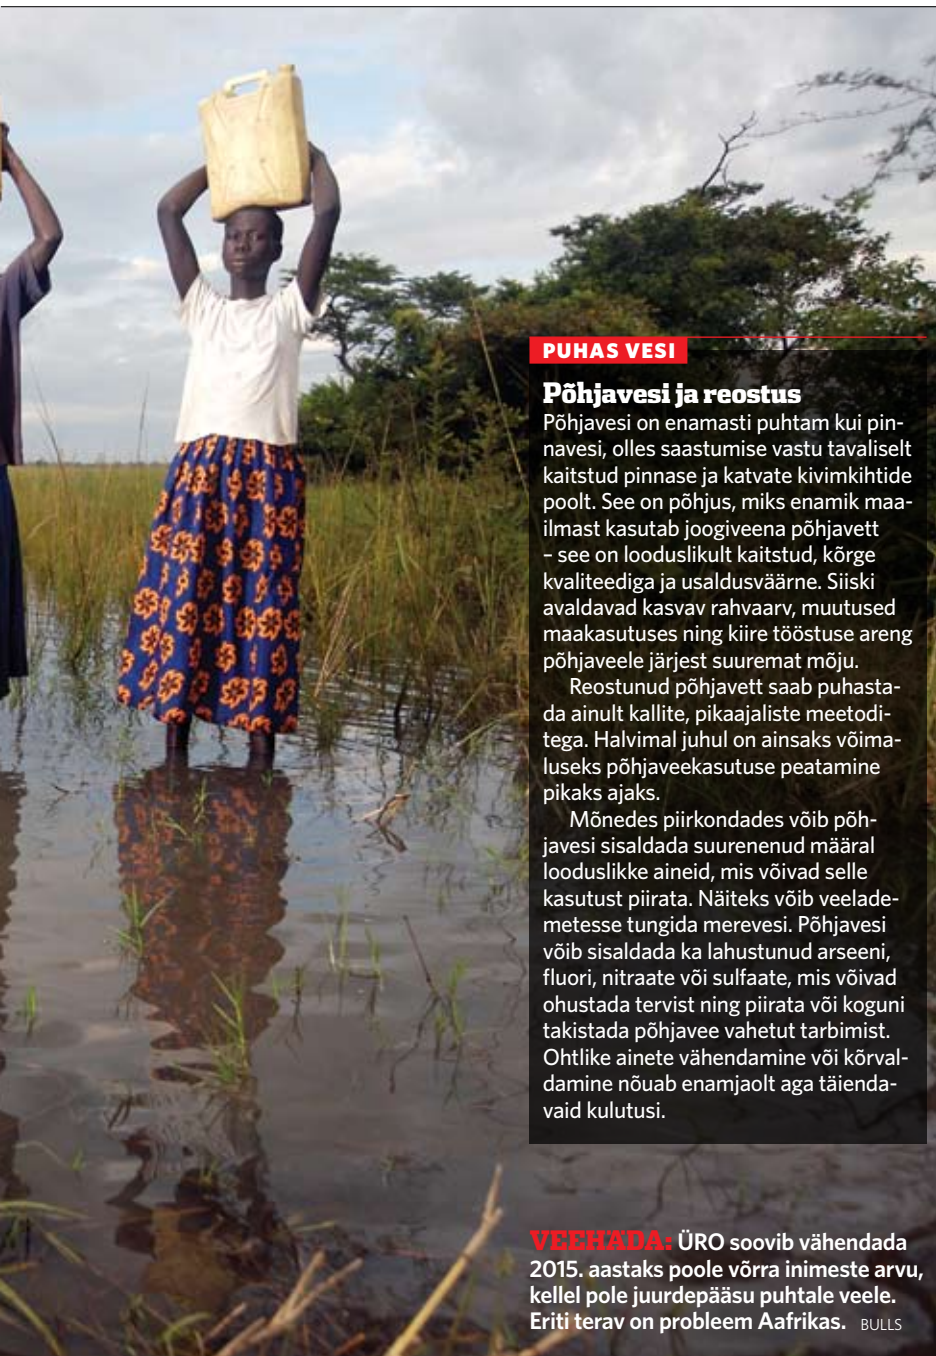 PUHAS VESI
Põhjavesi ja reostus
Põhjavesi on enamasti puhtam kui pin-
navesi, olles saastumise vastu tavaliselt
kaitstud pinnase ja katvate kivimkihtide
poolt. See on põhjus, miks enamik maa-
ilmast kasutab joogiveena põhjavett
– see on looduslikult kaitstud, kõrge
kvaliteediga ja usaldusväärne. Siiski
avaldavad kasvav rahvaarv, muutused
maakasutuses ning kiire tööstuse areng
põhjaveele järjest suuremat mõju.
Reostunud põhjavett saab puhasta-
da ainult kallite, pikaajaliste meetodi-
tega. Halvimal juhul on ainsaks võima-
luseks põhjaveekasutuse peatamine
pikaks ajaks.
Mõnedes piirkondades võib põh-
javesi sisaldada suurenenud määral
looduslikke aineid, mis võivad selle
kasutust piirata. Näiteks võib veelade-
metesse tungida merevesi. Põhjavesi
võib sisaldada ka lahustunud arseeni,
fluori, nitraate või sulfaate, mis võivad
ohustada tervist ning piirata või koguni
takistada põhjavee vahetut tarbimist.
Ohtlike ainete vähendamine või kõrval-
damine nõuab enamjaolt aga täienda-
vaid kulutusi.
VEEHÄDA: ÜRO soovib vähendada
2015. aastaks poole võrra inimeste arvu,
kellel pole juurdepääsu puhtale veele.
Eriti terav on probleem Aafrikas. BULLS